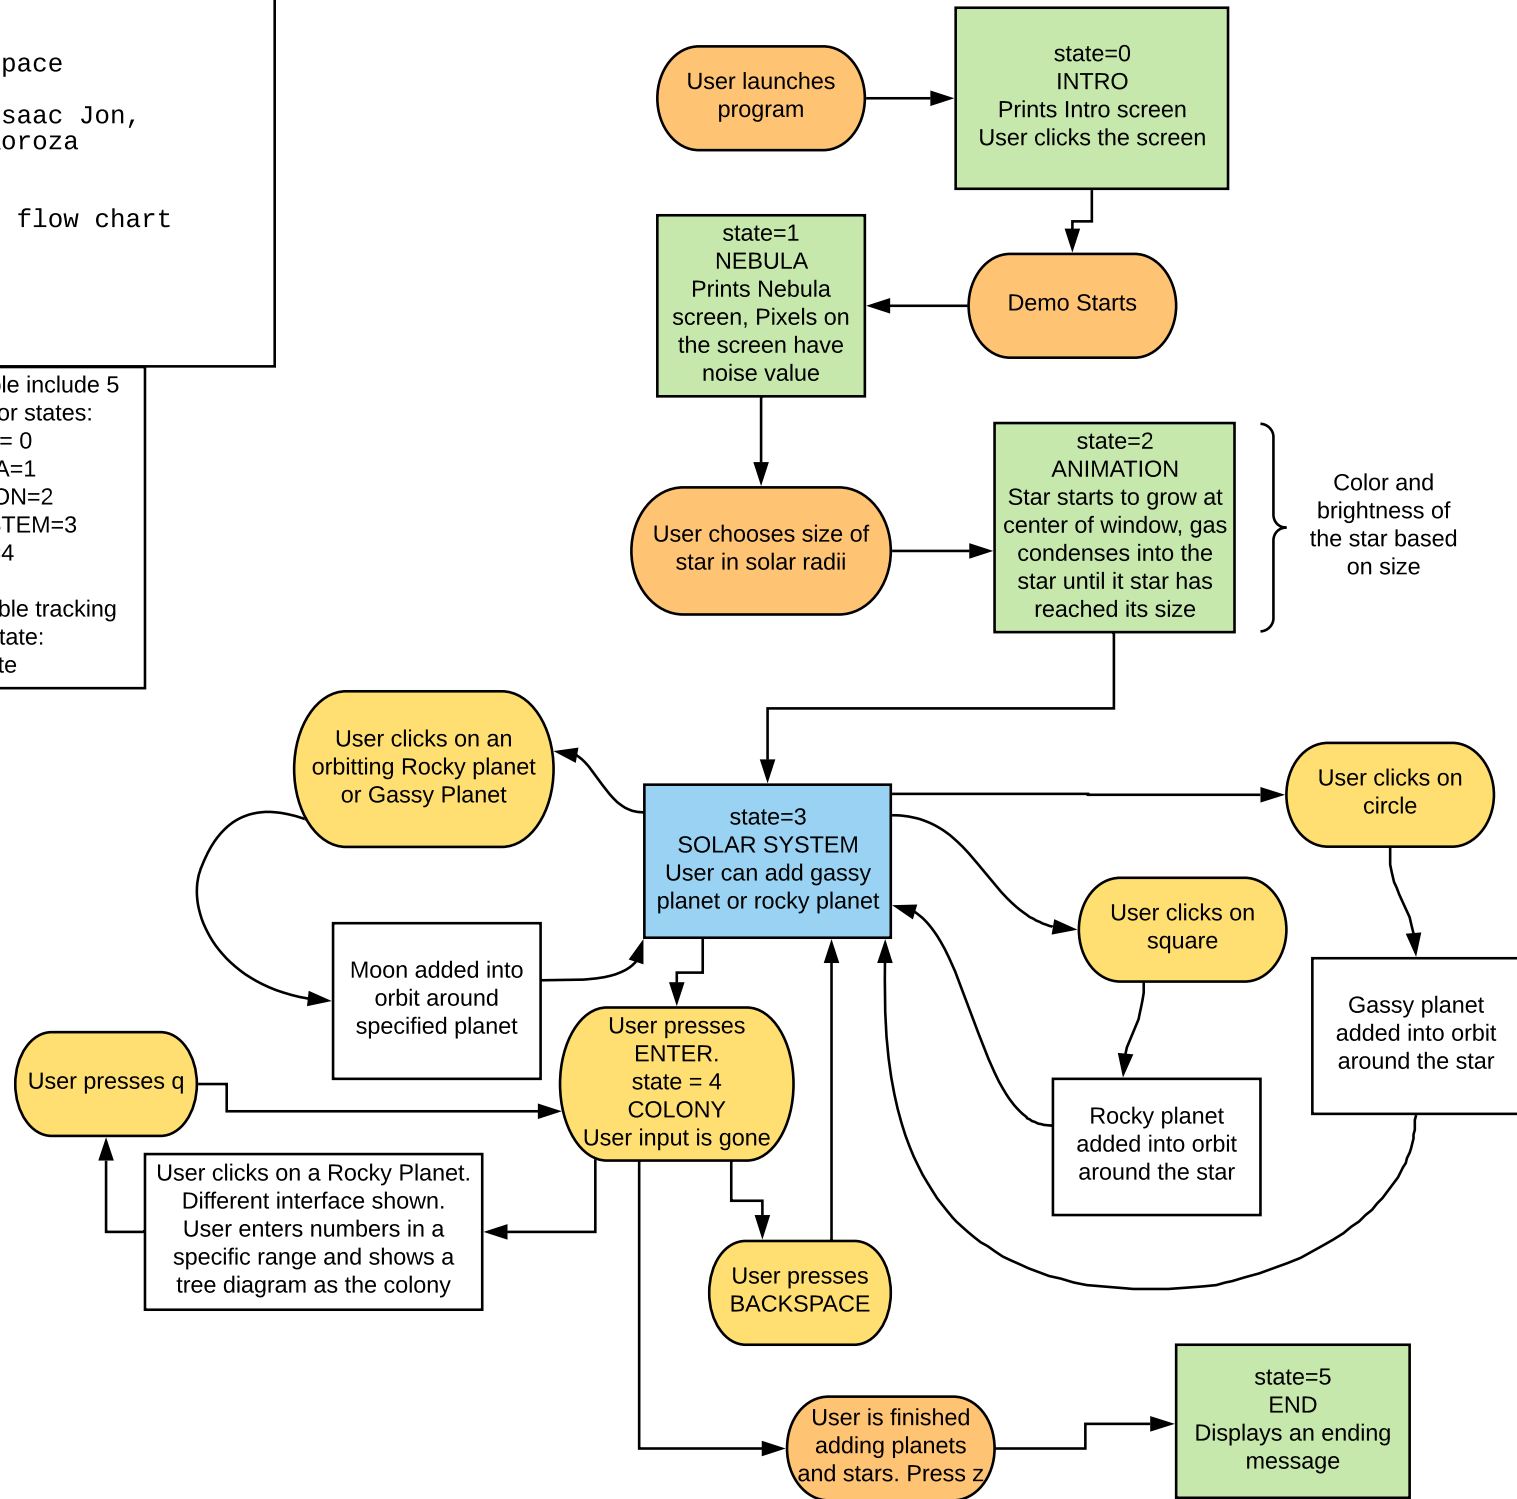 pace
saac Jon,
oroza
flow chart
le include 5
or states:
= 0
A=1
ON=2
STEM=3
4
ble tracking
tate:
te
User launches
program
state=0
INTRO
Prints Intro screen
User clicks the screen
state=1
NEBULA
Prints Nebula
screen, Pixels on
the screen have
noise value
Demo Starts
User chooses size of
star in solar radii
state=2
ANIMATION
Star starts to grow at
center of window, gas
condenses into the
star until it star has
reached its size
Color and
brightness of
the star based
on size
User clicks on an
orbitting Rocky planet
or Gassy Planet
state=3
SOLAR SYSTEM
User can add gassy
planet or rocky planet
User clicks on
circle
User clicks on
square
Moon added into
orbit around
specified planet
Gassy planet
added into orbit
around the star
User presses
ENTER.
state = 4
COLONY
User input is gone
User presses q
Rocky planet
added into orbit
around the star
User clicks on a Rocky Planet.
Different interface shown.
User enters numbers in a
specific range and shows a
tree diagram as the colony
User presses
BACKSPACE
User is finished
adding planets
and stars. Press z
state=5
END
Displays an ending
message